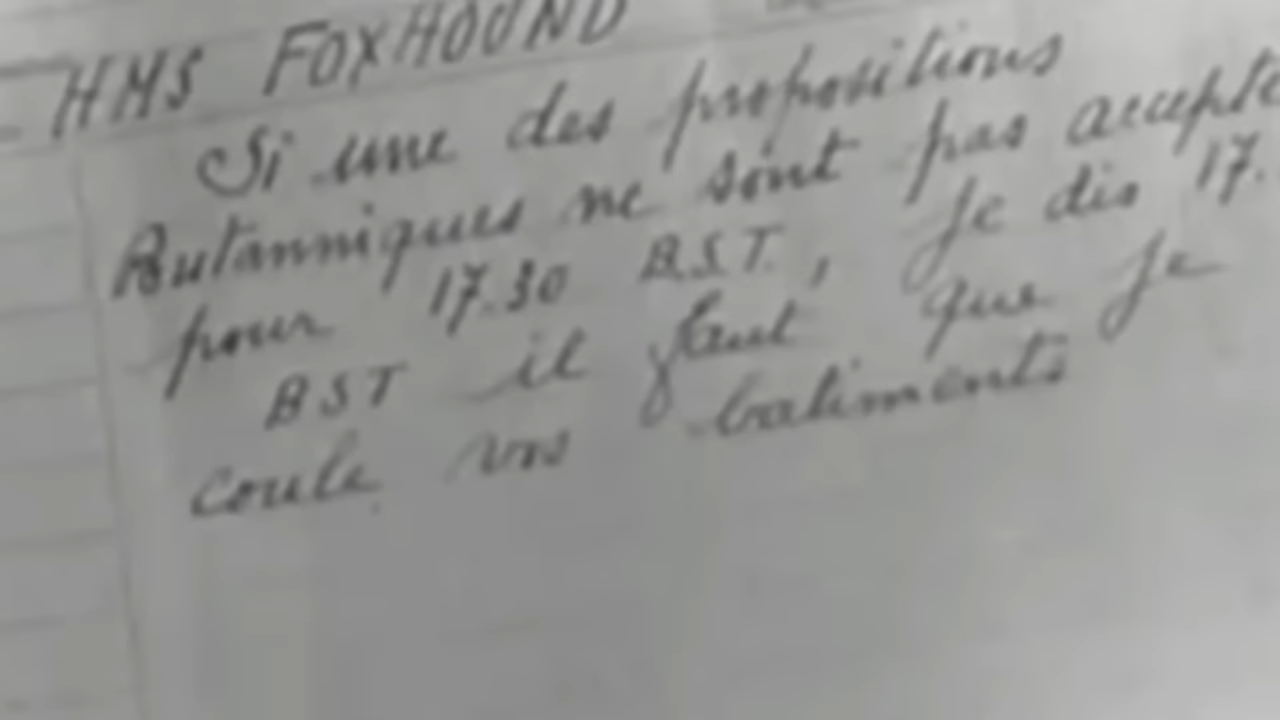 HMS FOXHOUND
Si une des propositions
Britanniques ne sont pas accepte
pour 17.30 B.S.T., Je dis 17.
BST il faut que je
coule vos batiments